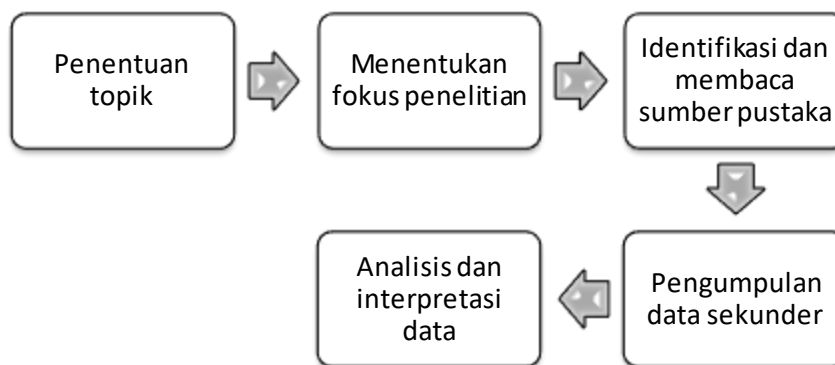 Penentuan
topik
Menentukan
fokus penelitian
Identifikasi dan
membaca
sumber pustaka
Pengumpulan
data sekunder
Analisis dan
interpretasi
data